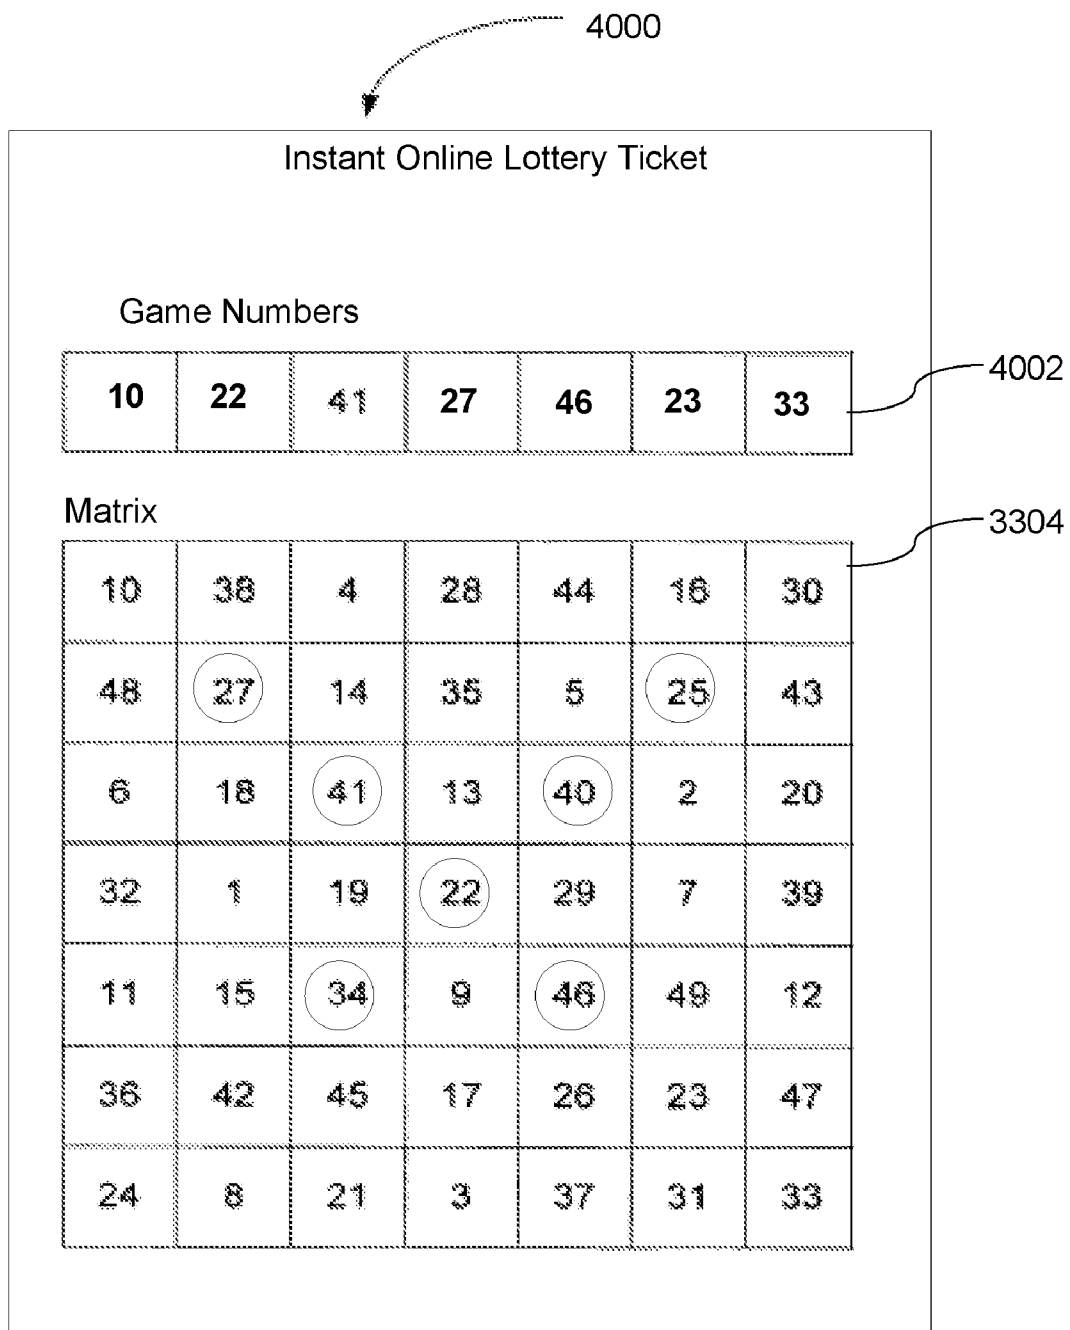 4000
Instant Online Lottery Ticket
Game Numbers
10 22 41 27 46 23 33
4002
Matrix
3304
10 38 4 28 44 16 30
48 27 14 35 5 25 43
6 18 41 13 40 2 20
32 1 19 22 29 7 39
11 15 34 9 46 49 12
36 42 45 17 26 23 47
24 8 21 3 37 31 33